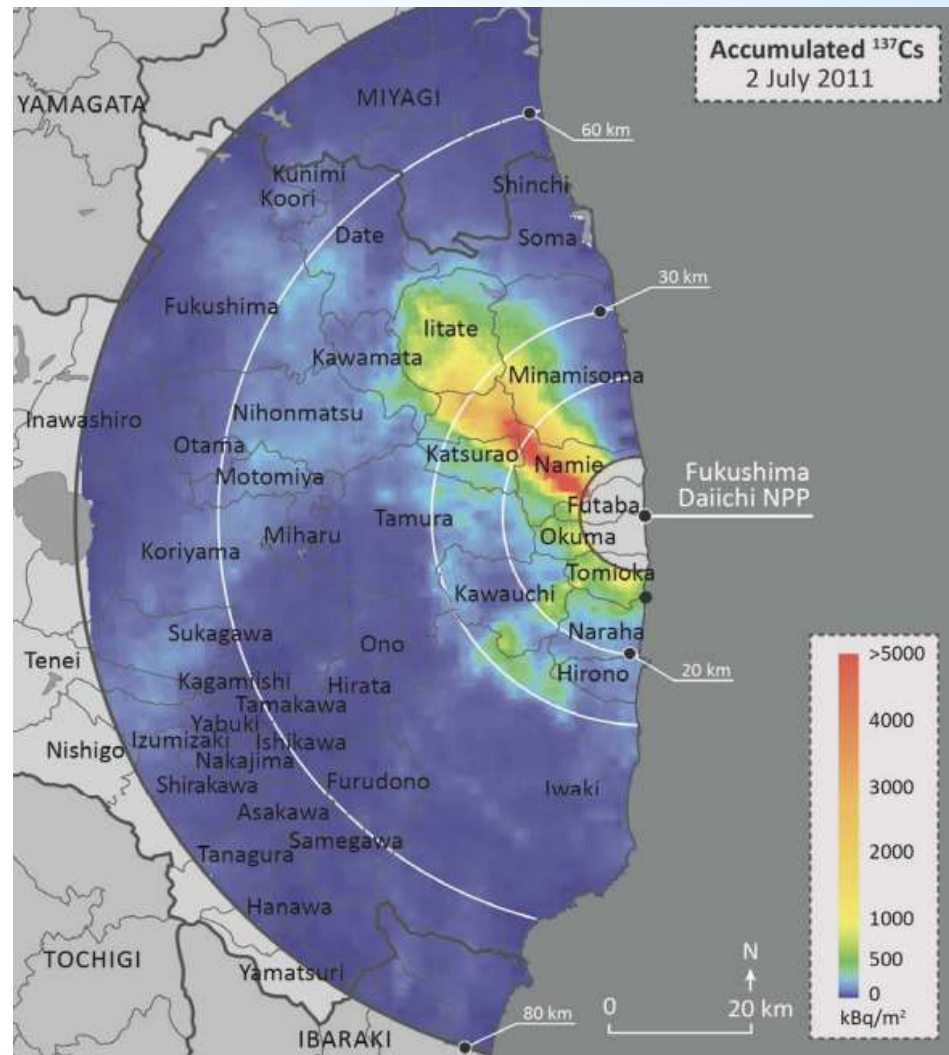 Accumulated ¹³⁷Cs
2 July 2011
YAMAGATA
MIYAGI
60 km
Kunimi
Koori
Shinchi
Date
Soma
30 km
Fukushima
Iitate
Kawamata
Minamisoma
Inawashiro
Nihonmatsu
Otama
Katsurao
Namie
Motomiya
Fukushima
Daiichi NPP
Futaba
Tamura
Miharu
Okuma
Koriyama
Tomioka
Kawauchi
Sukagawa
Ono
Naraha
Tenei
Hirono
20 km
Kagamiishi
Hirata
Tamakawa
Yabuki
Izumizaki
Ishikawa
Nishigo
Nakajima
Shirakawa
Furudono
Iwaki
Asakawa
Samegawa
Tanagura
Hanawa
TOCHIGI
Yamatsuri
IBARAKI
80 km
N
0
20 km
>5000
4000
3000
2000
1000
500
0
kBq/m²